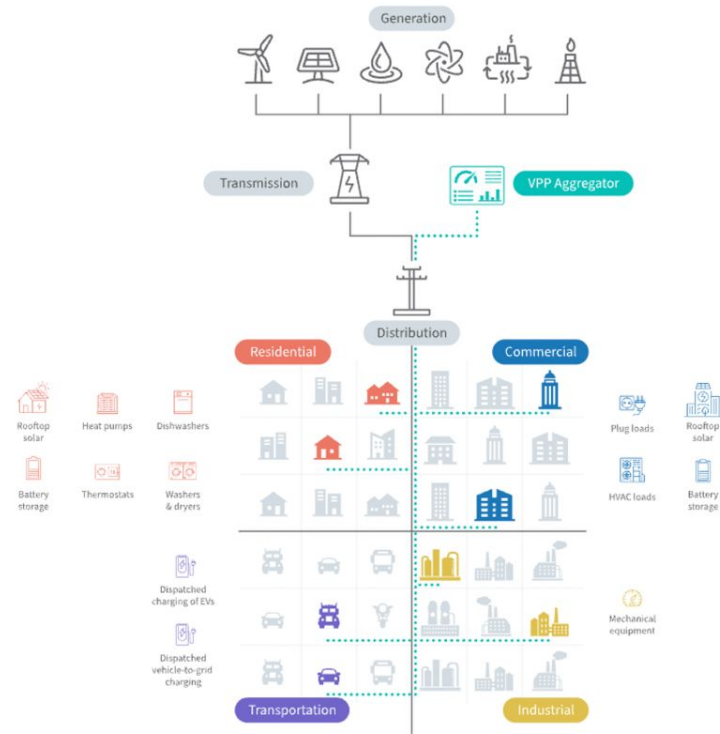 Generation
Transmission
VPP Aggregator
Distribution
Residential
Commercial
Rooftop
solar
Heat pumps
Dishwashers
Plug loads
Rooftop
solar
Battery
storage
Thermostats
Washers
& dryers
HVAC loads
Battery
storage
Dispatched
charging of EVs
Mechanical
equipment
Dispatched
vehicle-to-grid
charging
Transportation
Industrial